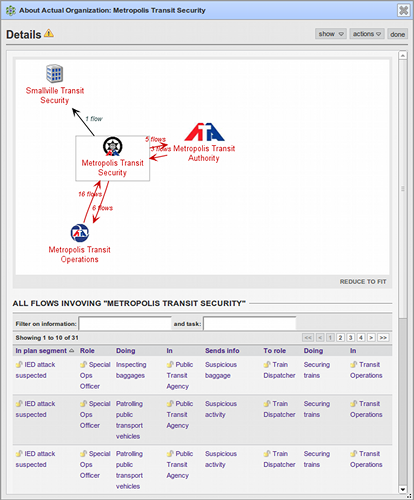 About Actual Organization: Metropolis Transit Security
Details
show
actions
done
Smallville Transit
Security
1 flow
Metropolis Transit
Security
5 flows
3 flows
Metropolis Transit
Authority
16 flows
6 flows
Metropolis Transit
Operations
REDUCE TO FIT
ALL FLOWS INVOVING "METROPOLIS TRANSIT SECURITY"
Filter on information: and task:
Showing 1 to 10 of 31 << < 1 2 3 4 > >>
In plan segment Role Doing In Sends info To role Doing In
IED attack Special Inspecting Public Suspicious Train Securing Transit
suspected Ops baggages Transit baggage Dispatcher trains Operations
Officer Agency
IED attack Special Patrolling Public Suspicious Train Securing Transit
suspected Ops public Transit activity Dispatcher trains Operations
Officer transport Agency
vehicles
IED attack Special Patrolling Public Suspicious Train Securing Transit
suspected Ops public Transit activity Dispatcher trains Operations
Officer transport Agency
vehicles